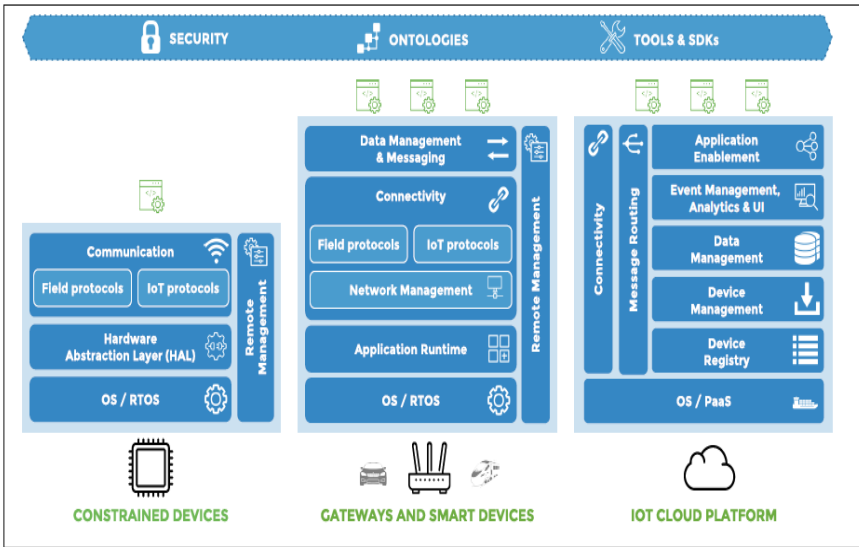 SECURITY
ONTOLOGIES
TOOLS & SDKs
Communication
Field protocols
IoT protocols
Hardware
Abstraction Layer (HAL)
OS / RTOS
Remote
Management
CONSTRAINED DEVICES
Data Management
& Messaging
Connectivity
Field protocols
IoT protocols
Network Management
Application Runtime
OS / RTOS
Remote Management
GATEWAYS AND SMART DEVICES
Connectivity
Message Routing
Application
Enablement
Event Management,
Analytics & UI
Data
Management
Device
Management
Device
Registry
OS / PaaS
IOT CLOUD PLATFORM